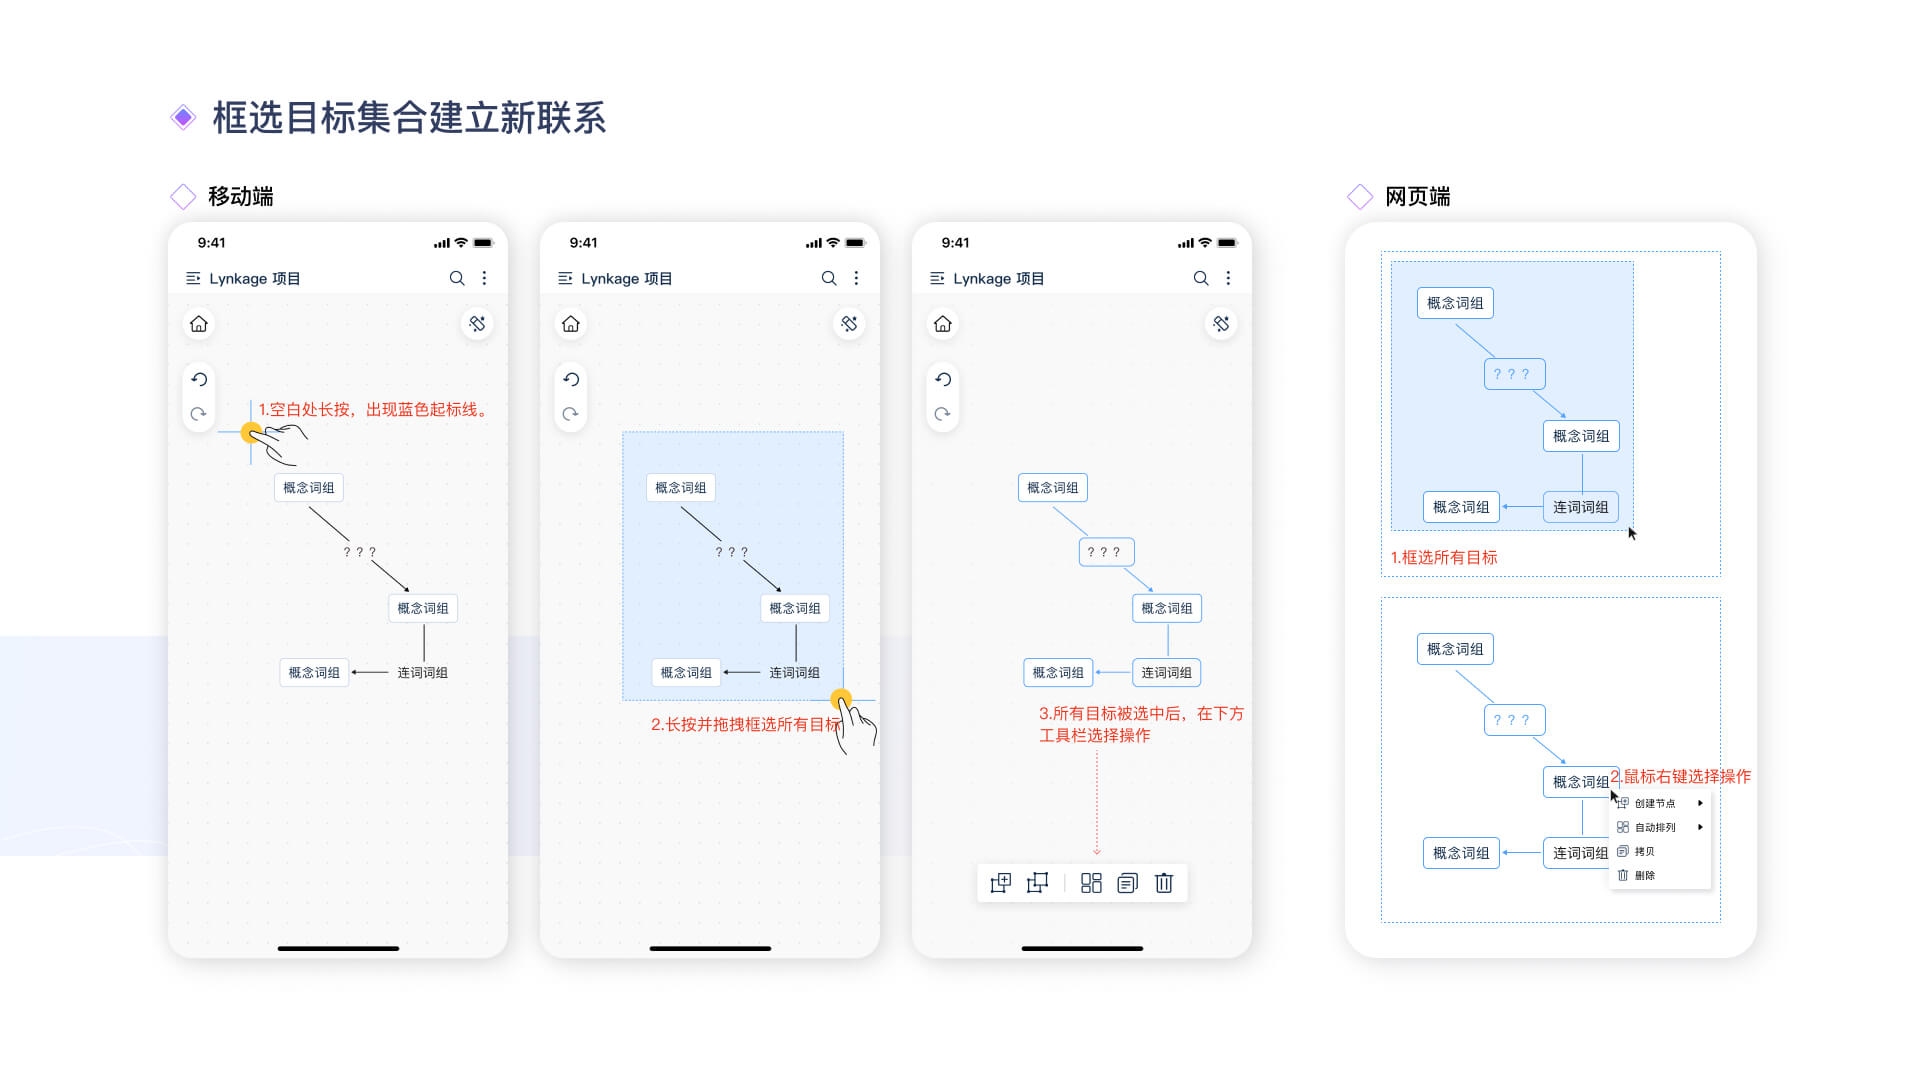 框选目标集合建立新联系
移动端
9:41
Lynkage 项目
1.空白处长按，出现蓝色起标线。
概念词组
? ? ?
概念词组
概念词组
连词词组
9:41
Lynkage 项目
概念词组
? ? ?
概念词组
概念词组
连词词组
2.长按并拖拽框选所有目标
9:41
Lynkage 项目
概念词组
? ? ?
概念词组
概念词组
连词词组
3.所有目标被选中后，在下方
工具栏选择操作
网页端
概念词组
? ? ?
概念词组
概念词组
连词词组
1.框选所有目标
概念词组
? ? ?
概念词组
2.鼠标右键选择操作
创建节点
自动排列
概念词组
连词词组
拷贝
删除